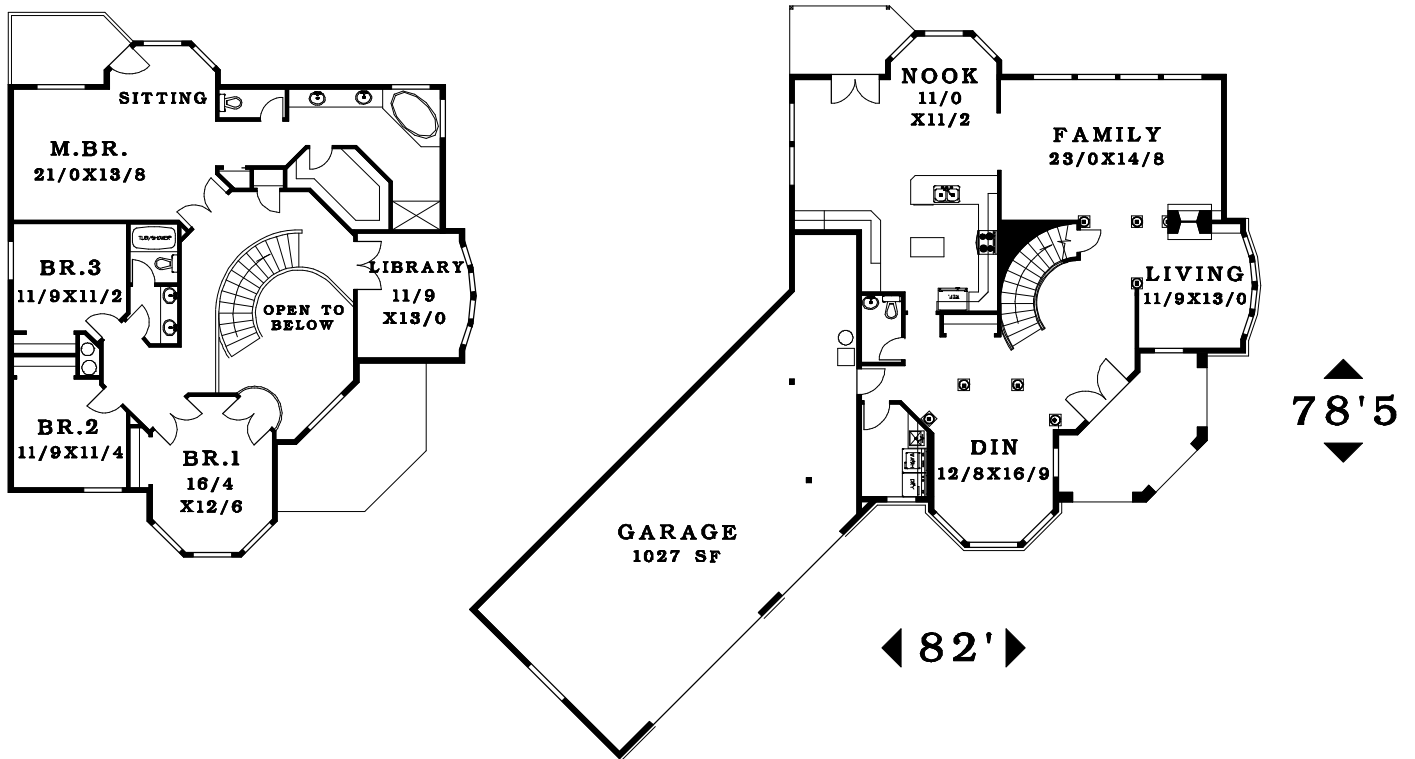 SITTING
M.BR.
21/0X13/8
BR.3
11/9X11/2
TUB/SHOWER
LIBRARY
11/9
X13/0
OPEN TO
BELOW
BR.2
11/9X11/4
BR.1
16/4
X12/6
NOOK
11/0
X11/2
FAMILY
23/0X14/8
LIVING
11/9X13/0
DIN
12/8X16/9
GARAGE
1027 SF
82'
78'5